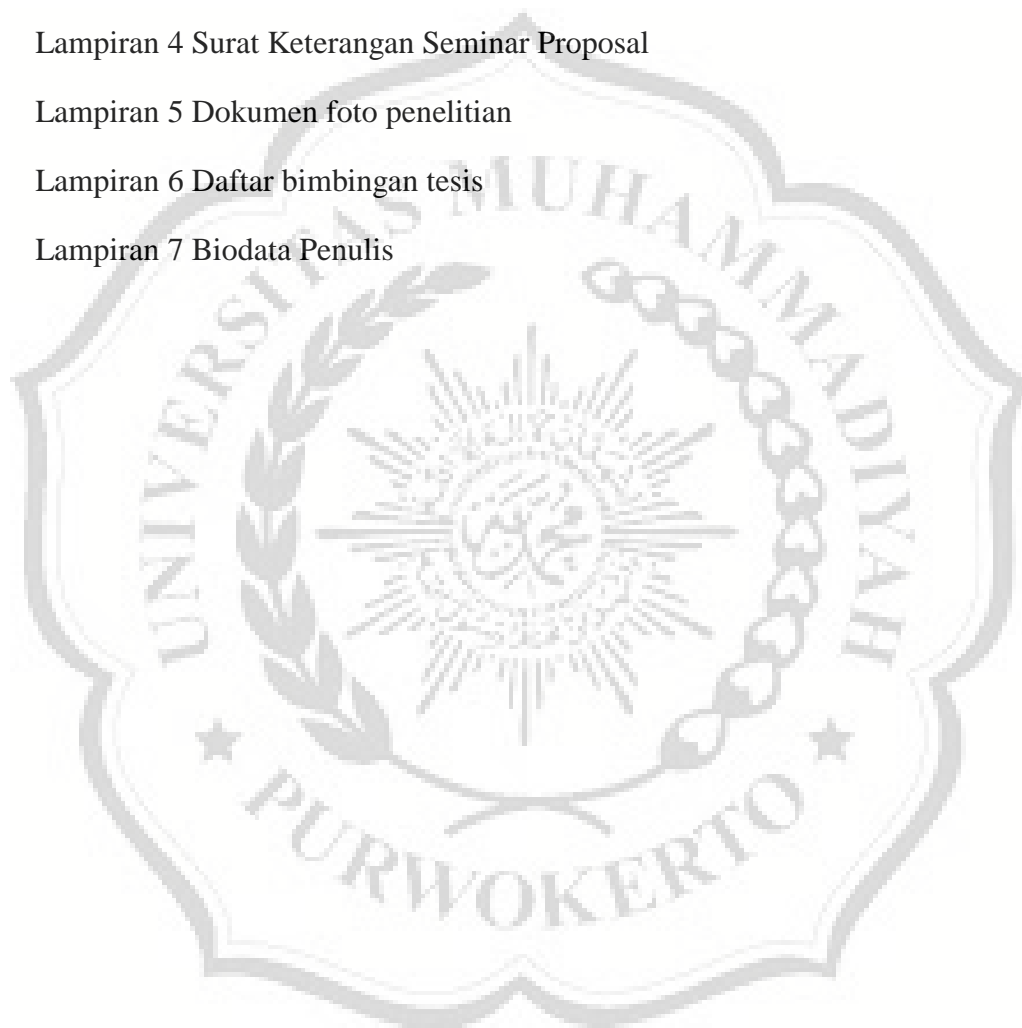 Lampiran 4 Surat Keterangan Seminar Proposal
Lampiran 5 Dokumen foto penelitian
Lampiran 6 Daftar bimbingan tesis
Lampiran 7 Biodata Penulis
UNIVERSITAS MUHAMMADIYAH
PURWOKERTO